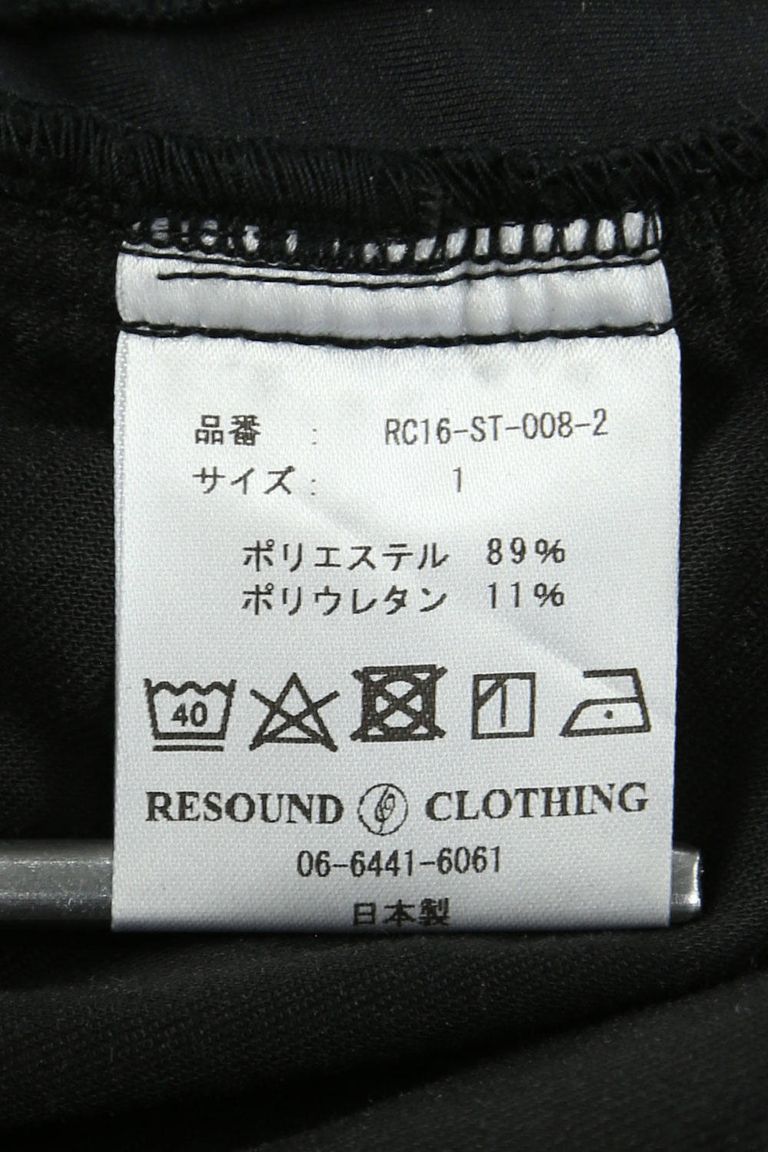 品番 : RC16-ST-008-2
サイズ : 1
ポリエステル 89%
ポリウレタン 11%
40
RESOUND CLOTHING
06-6441-6061
日本製